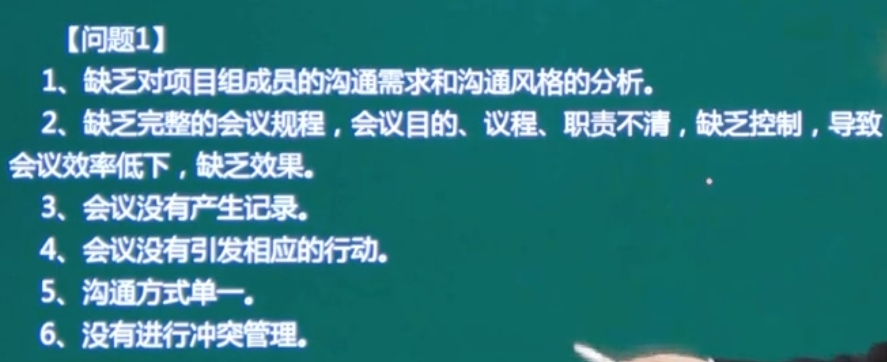 【问题1】
1、缺乏对项目组成员的沟通需求和沟通风格的分析。
2、缺乏完整的会议规程，会议目的、议程、职责不清，缺乏控制，导致
会议效率低下，缺乏效果。
3、会议没有产生记录。
4、会议没有引发相应的行动。
5、沟通方式单一。
6、没有进行冲突管理。